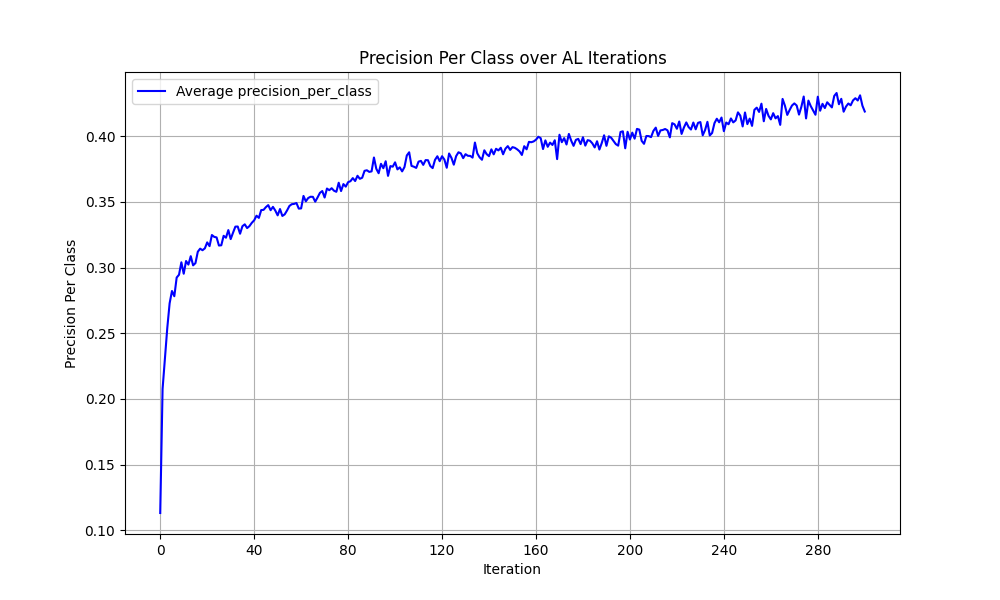 Precision Per Class over AL Iterations
Average precision_per_class
Precision Per Class
0.40
0.35
0.30
0.25
0.20
0.15
0.10
0 40 80 120 160 200 240 280
Iteration